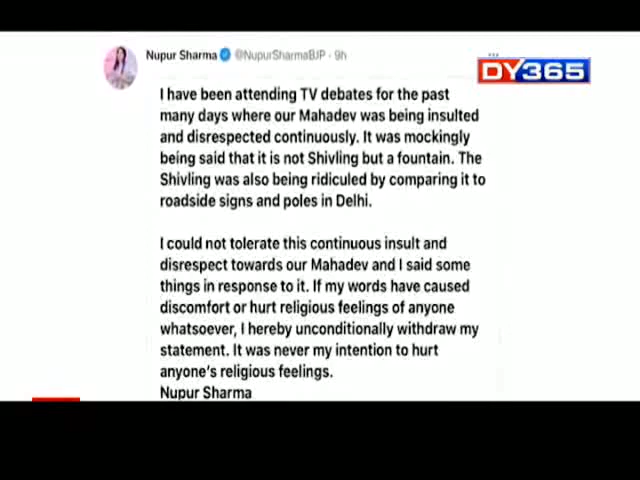 Nupur Sharma @NupurSharmaBJP · 9h
DY365
I have been attending TV debates for the past
many days where our Mahadev was being insulted
and disrespected continuously. It was mockingly
being said that it is not Shivling but a fountain. The
Shivling was also being ridiculed by comparing it to
roadside signs and poles in Delhi.
I could not tolerate this continuous insult and
disrespect towards our Mahadev and I said some
things in response to it. If my words have caused
discomfort or hurt religious feelings of anyone
whatsoever, I hereby unconditionally withdraw my
statement. It was never my intention to hurt
anyone's religious feelings.
Nupur Sharma